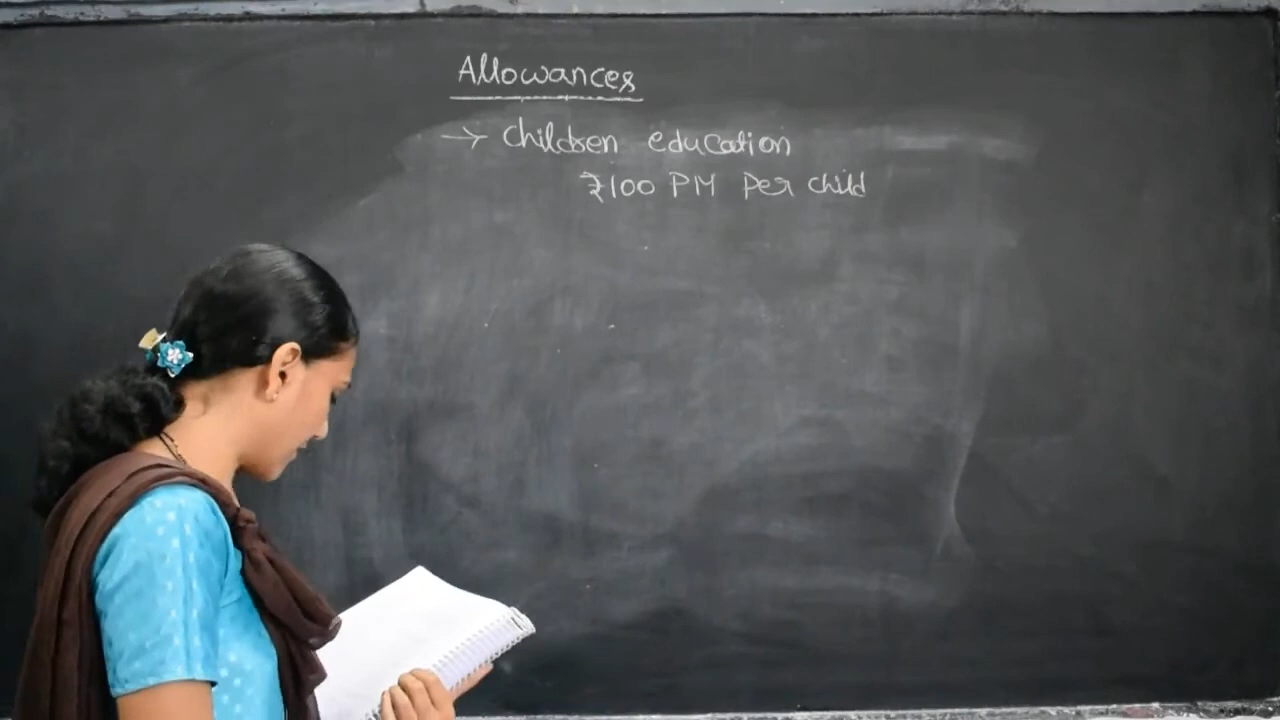 Allowances
→ children education
₹100 PM Per child